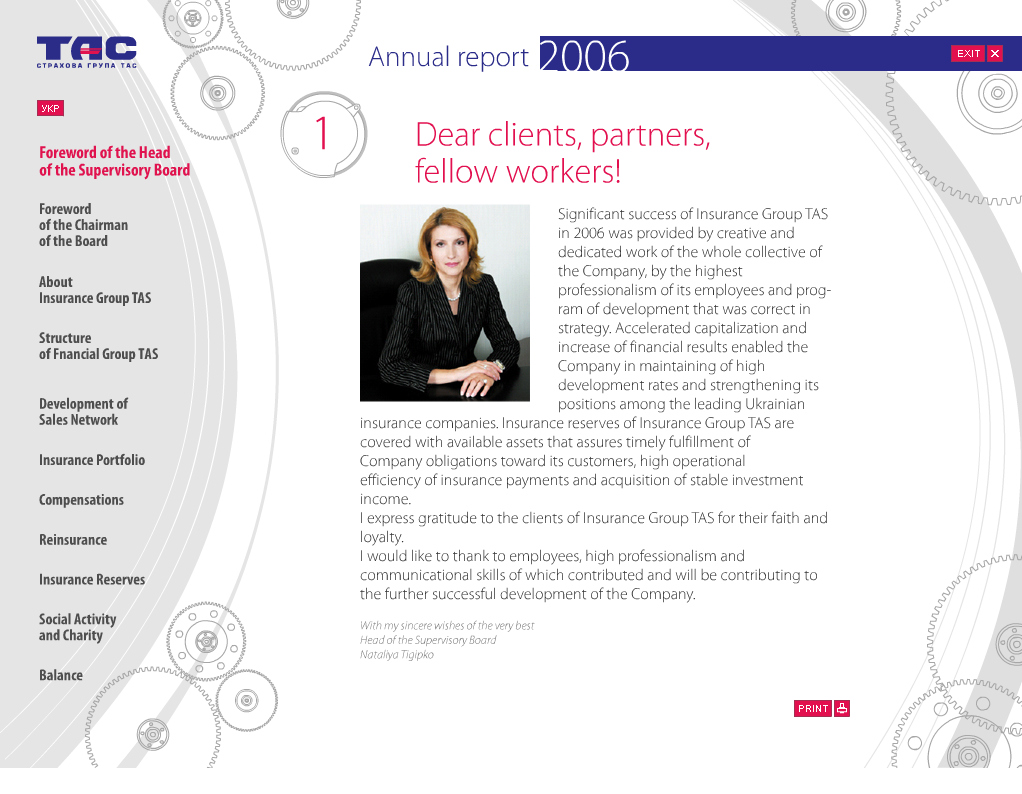 ТАС
СТРАХОВА ГРУПА ТАС
Annual report 2006
EXIT
УКР
Foreword of the Head
of the Supervisory Board
Foreword
of the Chairman
of the Board
About
Insurance Group TAS
Structure
of Fnancial Group TAS
Development of
Sales Network
Insurance Portfolio
Compensations
Reinsurance
Insurance Reserves
Social Activity
and Charity
Balance
1
Dear clients, partners,
fellow workers!
Significant success of Insurance Group TAS
in 2006 was provided by creative and
dedicated work of the whole collective of
the Company, by the highest
professionalism of its employees and prog-
ram of development that was correct in
strategy. Accelerated capitalization and
increase of financial results enabled the
Company in maintaining of high
development rates and strengthening its
positions among the leading Ukrainian
insurance companies. Insurance reserves of Insurance Group TAS are
covered with available assets that assures timely fulfillment of
Company obligations toward its customers, high operational
efficiency of insurance payments and acquisition of stable investment
income.
I express gratitude to the clients of Insurance Group TAS for their faith and
loyalty.
I would like to thank to employees, high professionalism and
communicational skills of which contributed and will be contributing to
the further successful development of the Company.
With my sincere wishes of the very best
Head of the Supervisory Board
Nataliya Tigipko
PRINT